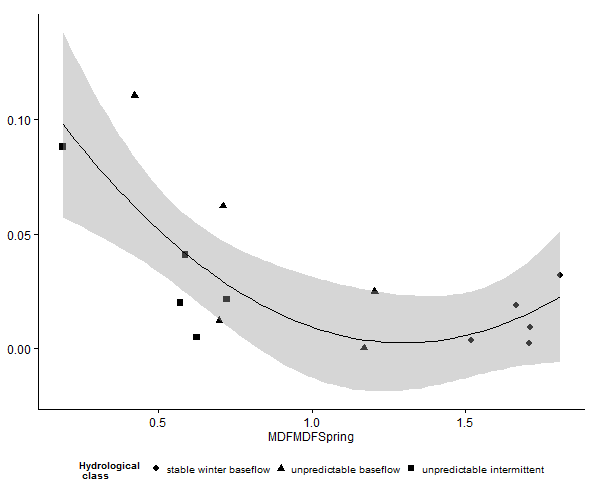 0.10
0.05
0.00
0.5 1.0 1.5
MDFMDFSpring
Hydrological
class
stable winter baseflow unpredictable baseflow unpredictable intermittent